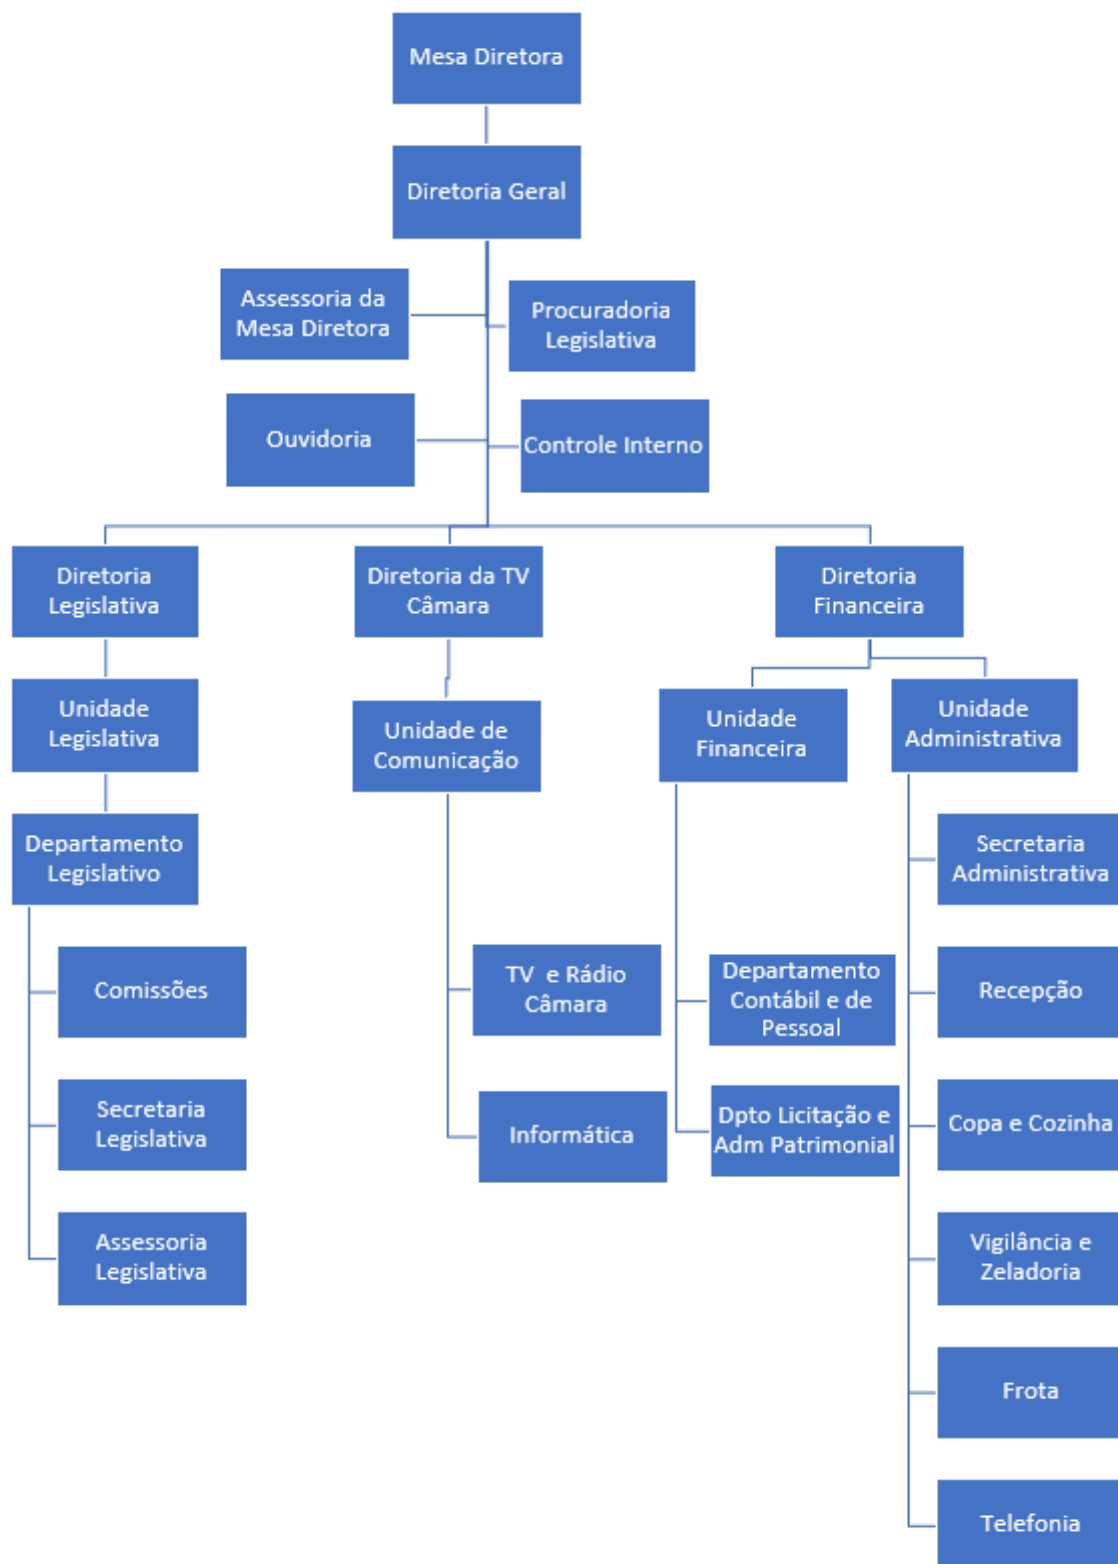 Mesa Diretora
Diretoria Geral
Assessoria da
Mesa Diretora
Procuradoria
Legislativa
Ouvidoria
Controle Interno
Diretoria
Legislativa
Diretoria da TV
Câmara
Diretoria
Financeira
Unidade
Legislativa
Unidade de
Comunicação
Unidade
Financeira
Unidade
Administrativa
Departamento
Legislativo
Comissões
Secretaria
Legislativa
Assessoria
Legislativa
TV e Rádio
Câmara
Informática
Departamento
Contábil e de
Pessoal
Dpto Licitação e
Adm Patrimonial
Secretaria
Administrativa
Recepção
Copa e Cozinha
Vigilância e
Zeladoria
Frota
Telefonia